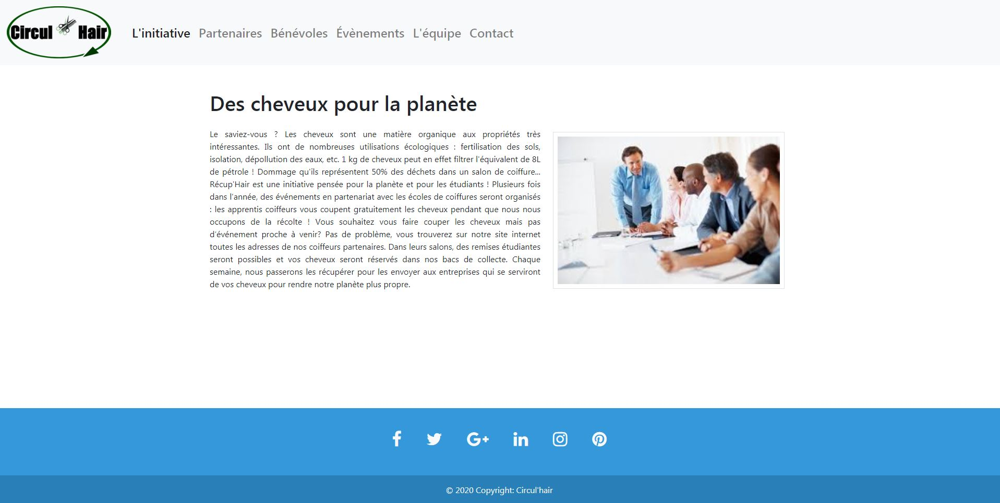 Circul Hair
L'initiative Partenaires Bénévoles Évènements L'équipe Contact
Des cheveux pour la planète
Le saviez-vous ? Les cheveux sont une matière organique aux propriétés très
intéressantes. Ils ont de nombreuses utilisations écologiques : fertilisation des sols,
isolation, dépollution des eaux, etc. 1 kg de cheveux peut en effet filtrer l'équivalent de 8L
de pétrole ! Dommage qu'ils représentent 50% des déchets dans un salon de coiffure...
Récup'Hair est une initiative pensée pour la planète et pour les étudiants ! Plusieurs fois
dans l'année, des événements en partenariat avec les écoles de coiffures seront organisés
: les apprentis coiffeurs vous coupent gratuitement les cheveux pendant que nous nous
occupons de la récolte ! Vous souhaitez vous faire couper les cheveux mais pas
d'événement proche à venir? Pas de problème, vous trouverez sur notre site internet
toutes les adresses de nos coiffeurs partenaires. Dans leurs salons, des remises étudiantes
seront possibles et vos cheveux seront réservés dans nos bacs de collecte. Chaque
semaine, nous passerons les récupérer pour les envoyer aux entreprises qui se serviront
de vos cheveux pour rendre notre planète plus propre.
© 2020 Copyright: Circul'hair